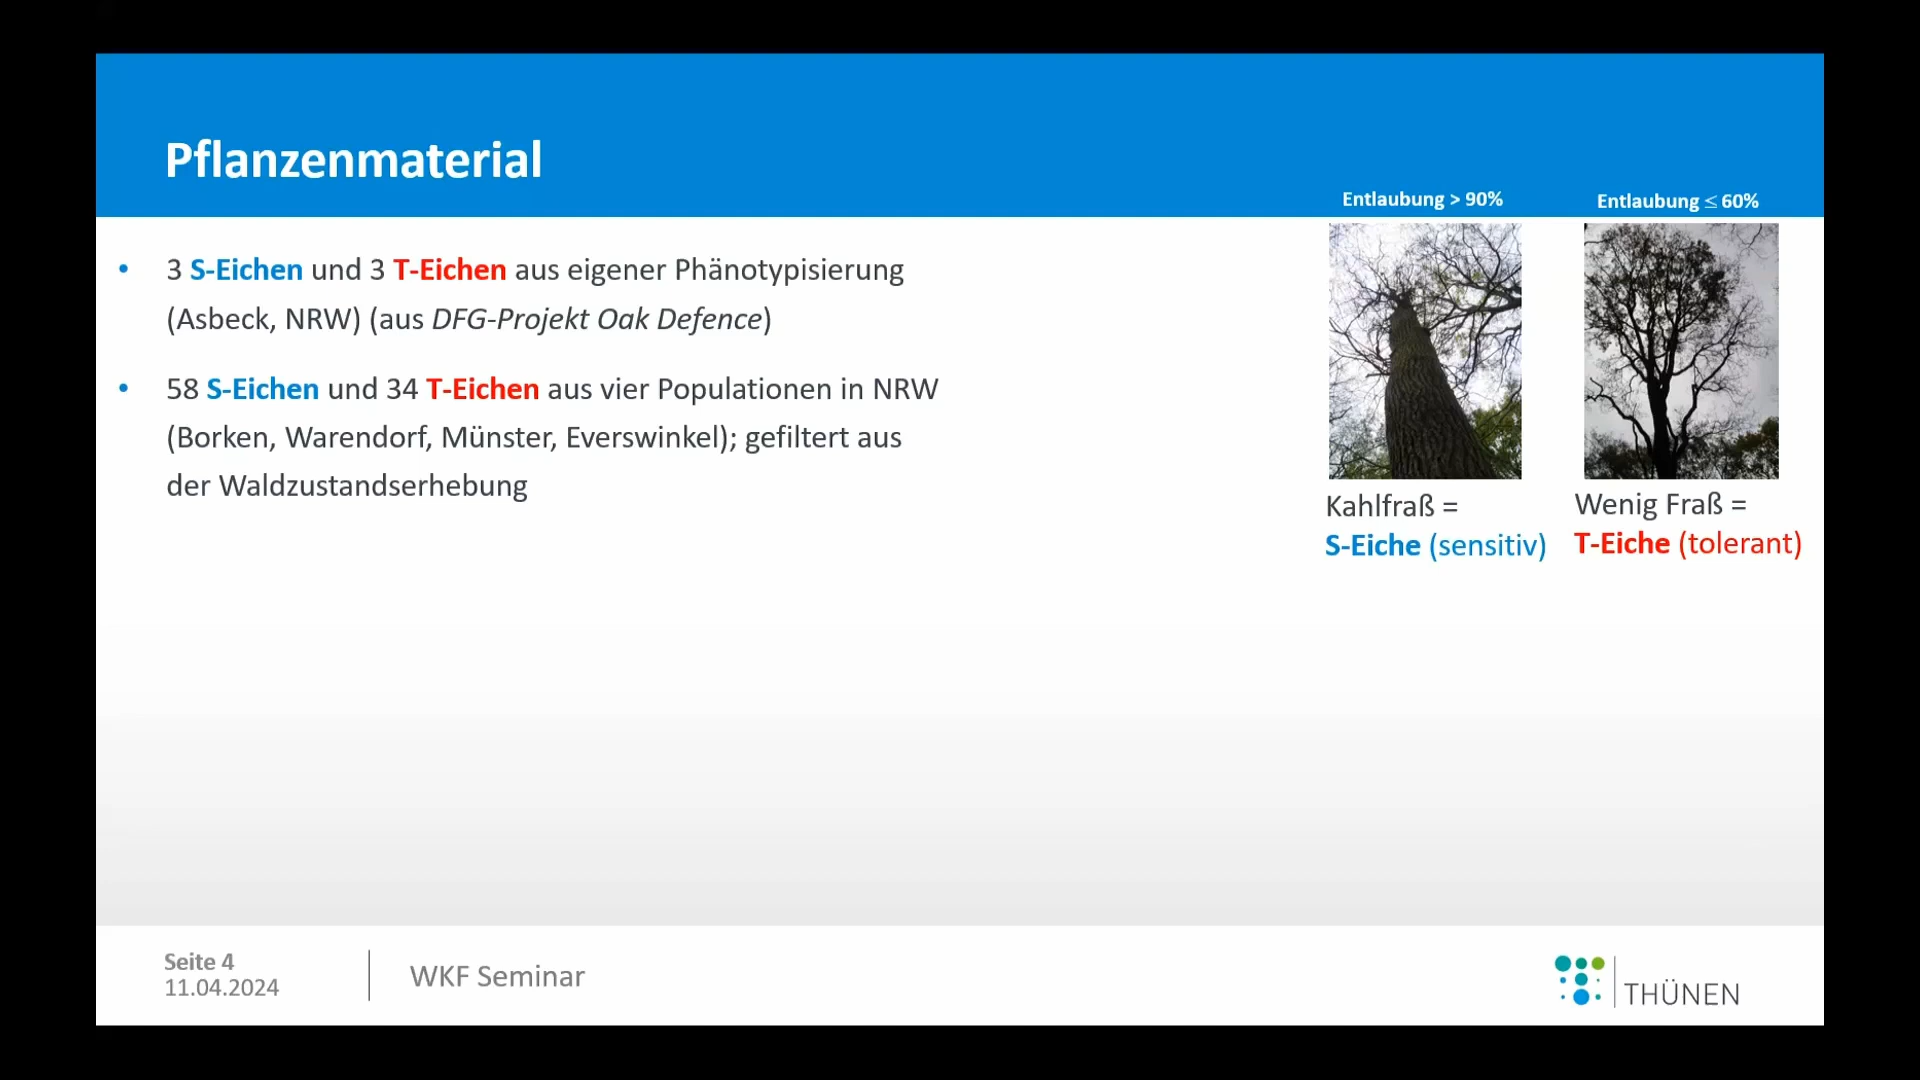 Pflanzenmaterial
Entlaubung > 90%
Entlaubung ≤ 60%
• 3 S-Eichen und 3 T-Eichen aus eigener Phänotypisierung
(Asbeck, NRW) (aus DFG-Projekt Oak Defence)
• 58 S-Eichen und 34 T-Eichen aus vier Populationen in NRW
(Borken, Warendorf, Münster, Everswinkel); gefiltert aus
der Waldzustandserhebung
Kahlfraß =
S-Eiche (sensitiv)
Wenig Fraß =
T-Eiche (tolerant)
Seite 4
11.04.2024
WKF Seminar
THÜNEN